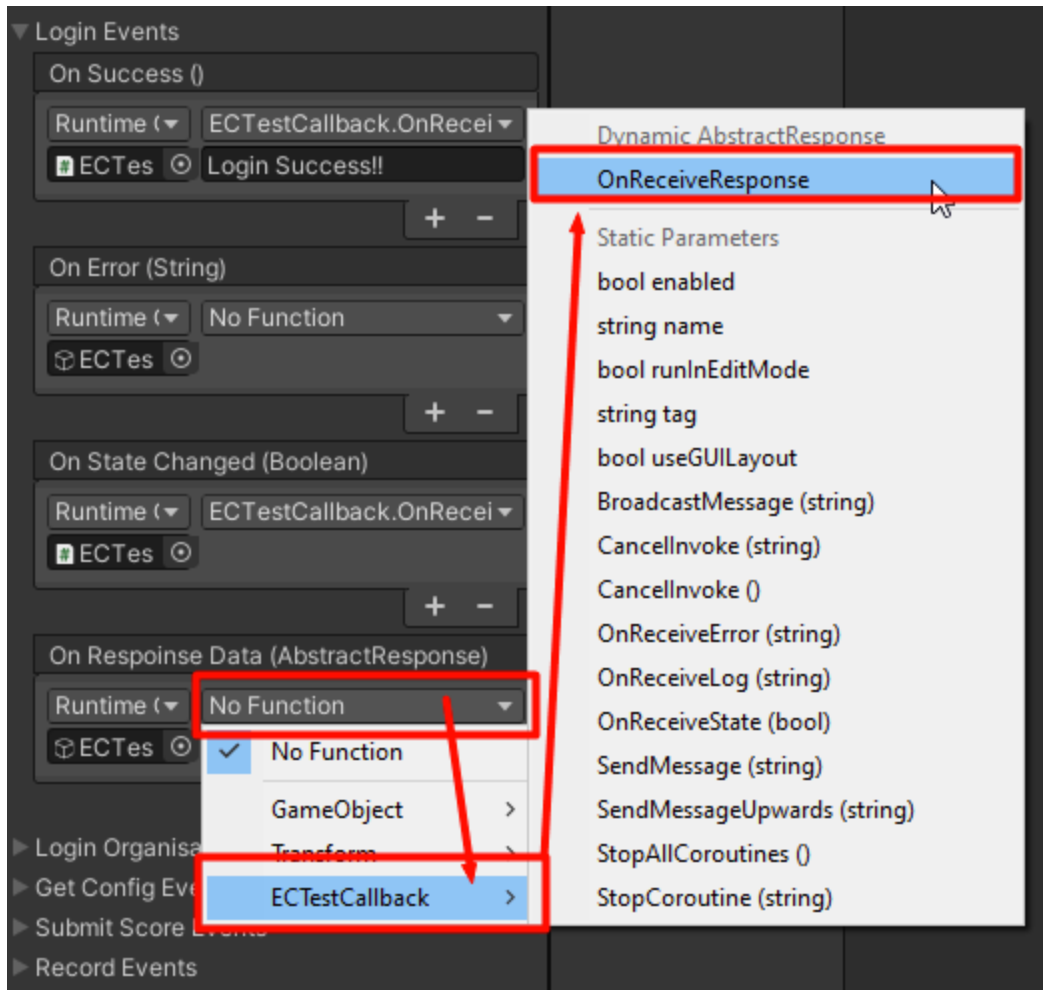 Login Events
On Success ()
Runtime ( ECTestCallback.OnRecei
ECTes Login Success!!
+ -
On Error (String)
Runtime ( No Function
ECTes
+ -
On State Changed (Boolean)
Runtime ( ECTestCallback.OnRecei
ECTes
+ -
On Respoinse Data (AbstractResponse)
Runtime ( No Function
ECTes
No Function
GameObject
Transform
ECTestCallback
Login Organisa
Get Config Eve
Submit Score Events
Record Events
Dynamic AbstractResponse
OnReceiveResponse
Static Parameters
bool enabled
string name
bool runInEditMode
string tag
bool useGUILayout
BroadcastMessage (string)
CancelInvoke (string)
CancelInvoke ()
OnReceiveError (string)
OnReceiveLog (string)
OnReceiveState (bool)
SendMessage (string)
SendMessageUpwards (string)
StopAllCoroutines ()
StopCoroutine (string)